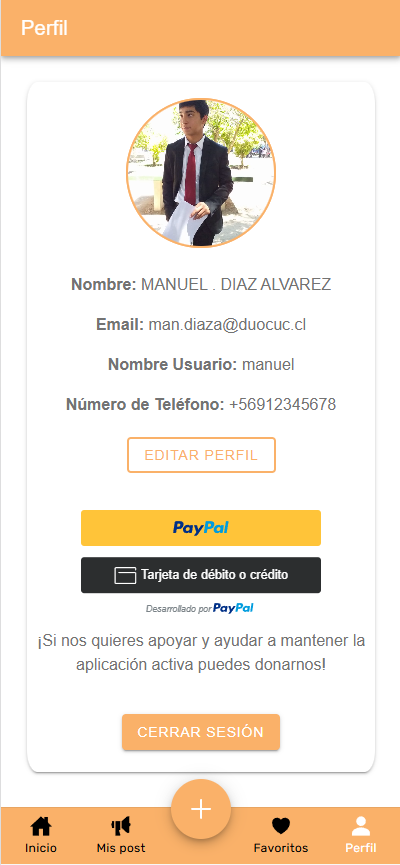 Perfil
Nombre: MANUEL . DIAZ ALVAREZ
Email: man.diaza@duocuc.cl
Nombre Usuario: manuel
Número de Teléfono: +56912345678
EDITAR PERFIL
PayPal
Tarjeta de débito o crédito
Desarrollado por PayPal
¡Si nos quieres apoyar y ayudar a mantener la
aplicación activa puedes donarnos!
CERRAR SESIÓN
Inicio
Mis post
Favoritos
Perfil